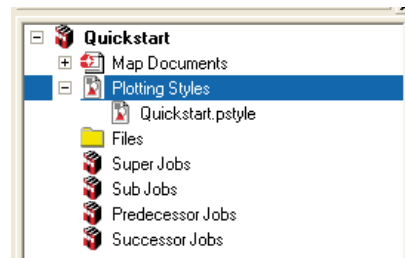 Quickstart
Map Documents
Plotting Styles
Quickstart.pstyle
Files
Super Jobs
Sub Jobs
Predecessor Jobs
Successor Jobs